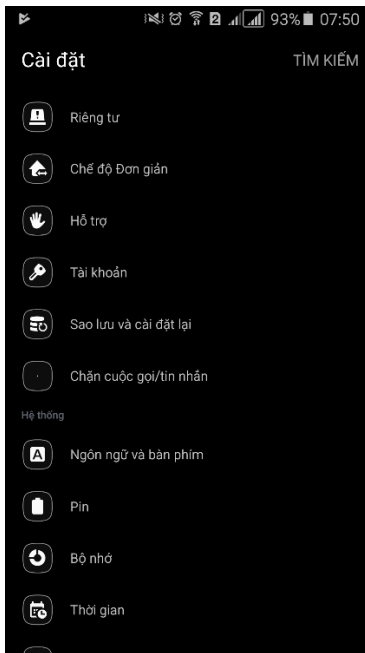 2 93% 07:50
Cài đặt TÌM KIẾM
Riêng tư
Chế độ Đơn giản
Hỗ trợ
Tài khoản
Sao lưu và cài đặt lại
Chặn cuộc gọi/tin nhắn
Hệ thống
A Ngôn ngữ và bàn phím
Pin
Bộ nhớ
Thời gian